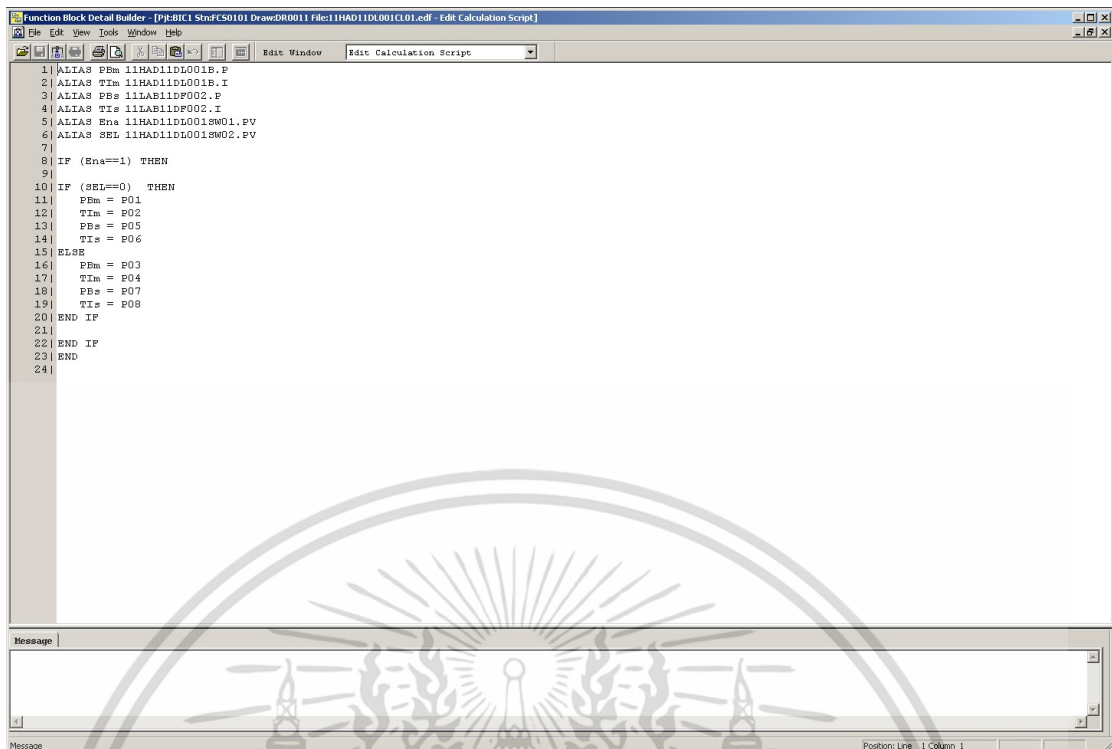 Function Block Detail Builder - [Pjt:BIC1 Stn:FCS0101 Draw:DR0011 File:11HAD11DL001CL01.edf - Edit Calculation Script]
File Edit View Tools Window Help
Edit Window Edit Calculation Script
1| ALIAS PBm 11HAD11DL001B.P
2| ALIAS TIm 11HAD11DL001B.I
3| ALIAS PBs 11LAB11DF002.P
4| ALIAS TIs 11LAB11DF002.I
5| ALIAS Ena 11HAD11DL001SW01.PV
6| ALIAS SEL 11HAD11DL001SW02.PV
7|
8| IF (Ena==1) THEN
9|
10| IF (SEL==0)  THEN
11| PBm = P01
12| TIm = P02
13| PBs = P05
14| TIs = P06
15| ELSE
16| PBm = P03
17| TIm = P04
18| PBs = P07
19| TIs = P08
20| END IF
21|
22| END IF
23| END
24|
Message
Message Position: Line 1 Column 1